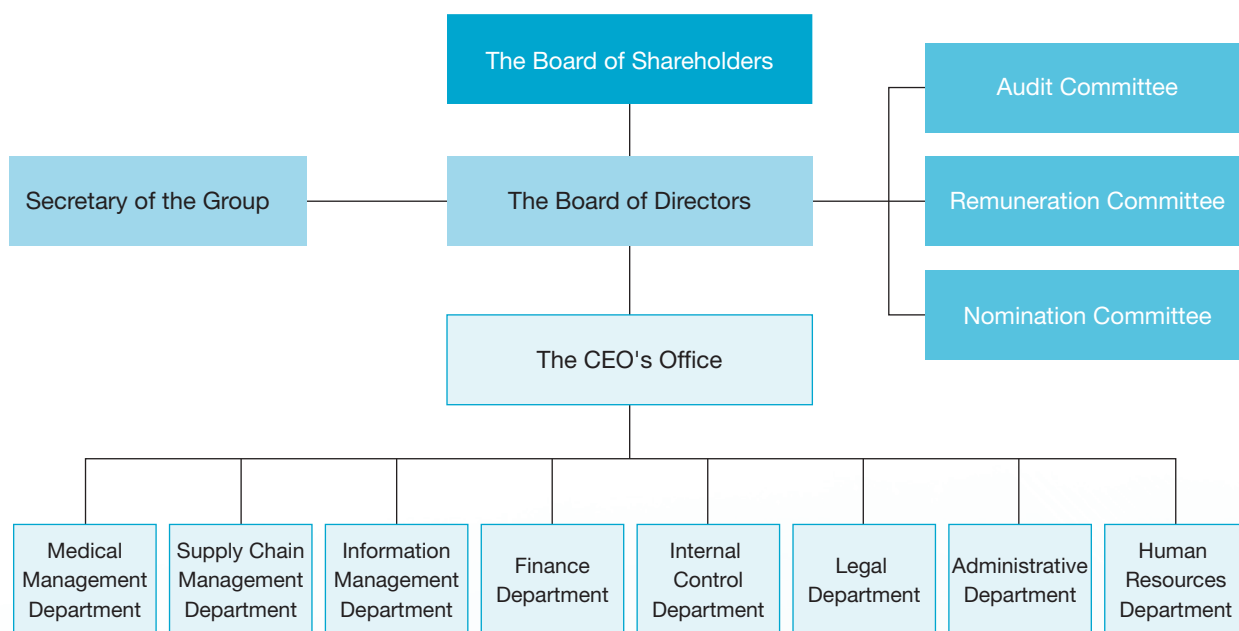 The Board of Shareholders
Audit Committee
Secretary of the Group
The Board of Directors
Remuneration Committee
Nomination Committee
The CEO's Office
Medical
Management
Department
Supply Chain
Management
Department
Information
Management
Department
Finance
Department
Internal
Control
Department
Legal
Department
Administrative
Department
Human
Resources
Department